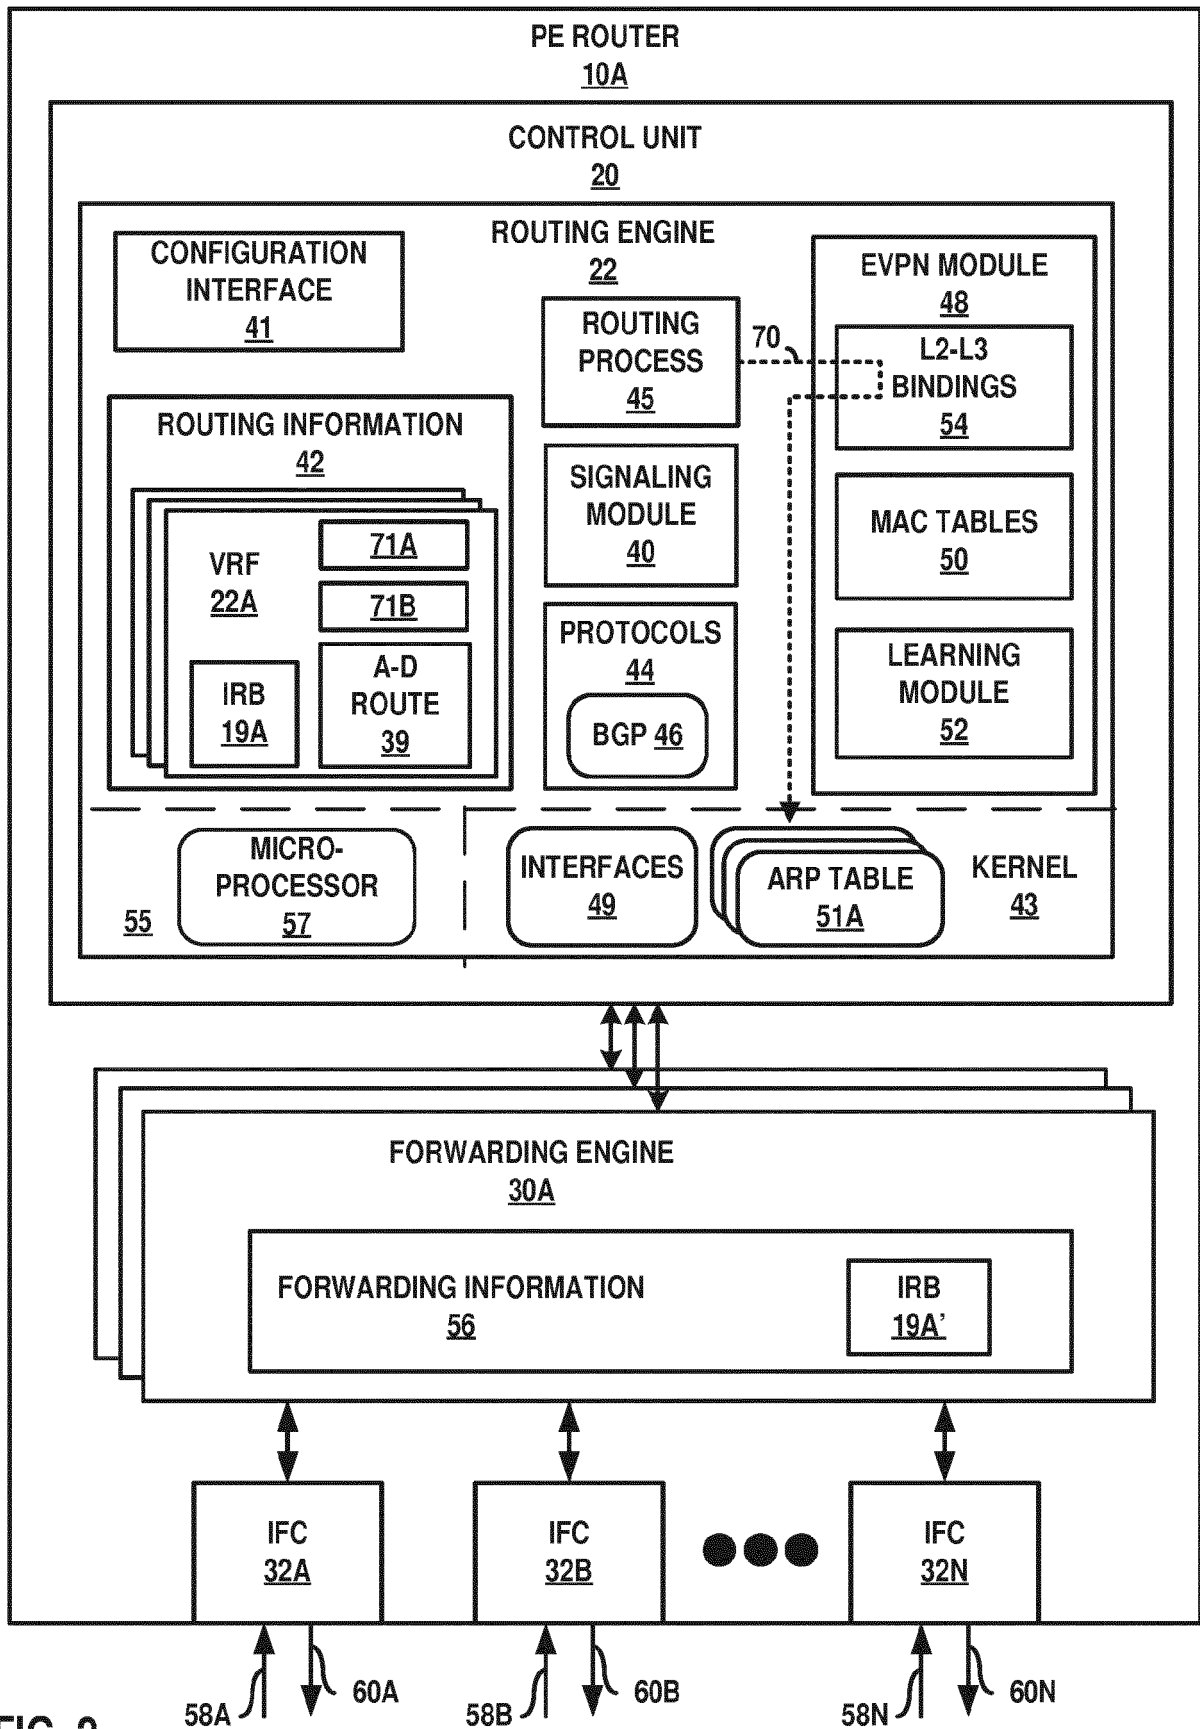 PE ROUTER
10A
CONTROL UNIT
20
ROUTING ENGINE
22
CONFIGURATION
INTERFACE
41
ROUTING
PROCESS
45
70
EVPN MODULE
48
L2-L3
BINDINGS
54
ROUTING INFORMATION
42
VRF
22A
71A
71B
IRB
19A
A-D
ROUTE
39
SIGNALING
MODULE
40
PROTOCOLS
44
BGP 46
MAC TABLES
50
LEARNING
MODULE
52
MICRO-
PROCESSOR
57
55
INTERFACES
49
ARP TABLE
51A
KERNEL
43
FORWARDING ENGINE
30A
FORWARDING INFORMATION
56
IRB
19A'
IFC
32A
IFC
32B
IFC
32N
58A
60A
58B
60B
58N
60N